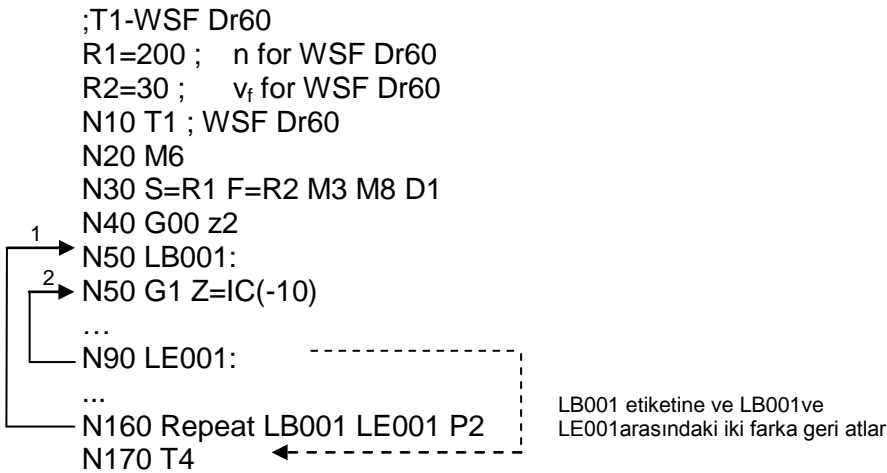 ;T1-WSF Dr60
R1=200 ; n for WSF Dr60
R2=30 ; vf for WSF Dr60
N10 T1 ; WSF Dr60
N20 M6
N30 S=R1 F=R2 M3 M8 D1
N40 G00 z2
1
N50 LB001:
2
N50 G1 Z=IC(-10)
…
N90 LE001:
...
N160 Repeat LB001 LE001 P2
N170 T4
LB001 etiketine ve LB001ve
LE001arasındaki iki farka geri atlar